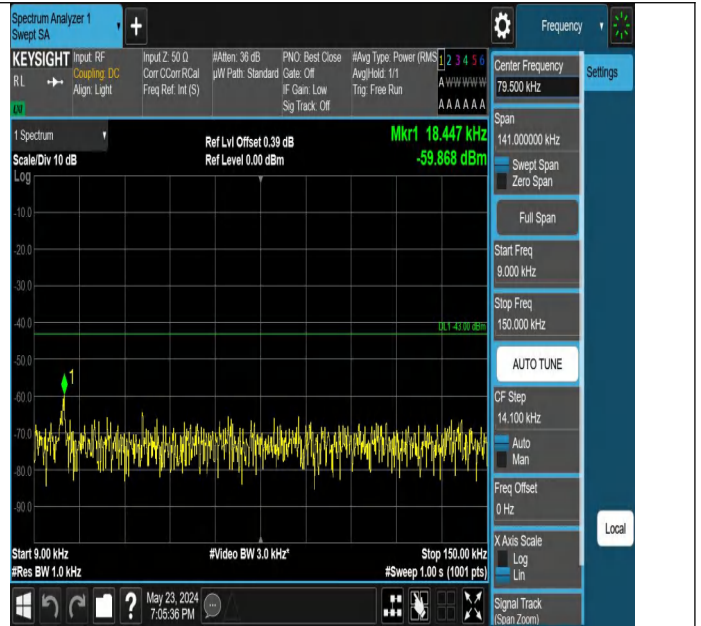 Spectrum Analyzer 1
Swept SA
+
Frequency
KEYSIGHT
Input: RF
Input Z: 50 Ω
#Atten: 36 dB
PNO: Best Close
#Avg Type: Power (RMS
1 2 3 4 5 6
RL
Coupling: DC
Corr CCorr RCal
µW Path: Standard
Gate: Off
Avg|Hold: 1/1
A W W W W W
Align: Light
Freq Ref: Int (S)
IF Gain: Low
Trig: Free Run
Sig Track: Off
A A A A A A
LXI
1 Spectrum
Ref Lvl Offset 0.39 dB
Mkr1 18.447 kHz
Scale/Div 10 dB
Ref Level 0.00 dBm
-59.868 dBm
Log
-10.0
-20.0
-30.0
-40.0
DL1 -43.00 dBm
-50.0
1
-60.0
-70.0
-80.0
-90.0
Start 9.00 kHz
#Video BW 3.0 kHz*
Stop 150.00 kHz
#Res BW 1.0 kHz
#Sweep 1.00 s (1001 pts)
?
May 23, 2024
7:05:36 PM
Center Frequency
79.500 kHz
Settings
Span
141.000000 kHz
Swept Span
Zero Span
Full Span
Start Freq
9.000 kHz
Stop Freq
150.000 kHz
AUTO TUNE
CF Step
14.100 kHz
Auto
Man
Freq Offset
0 Hz
Local
X Axis Scale
Log
Lin
Signal Track
(Span Zoom)